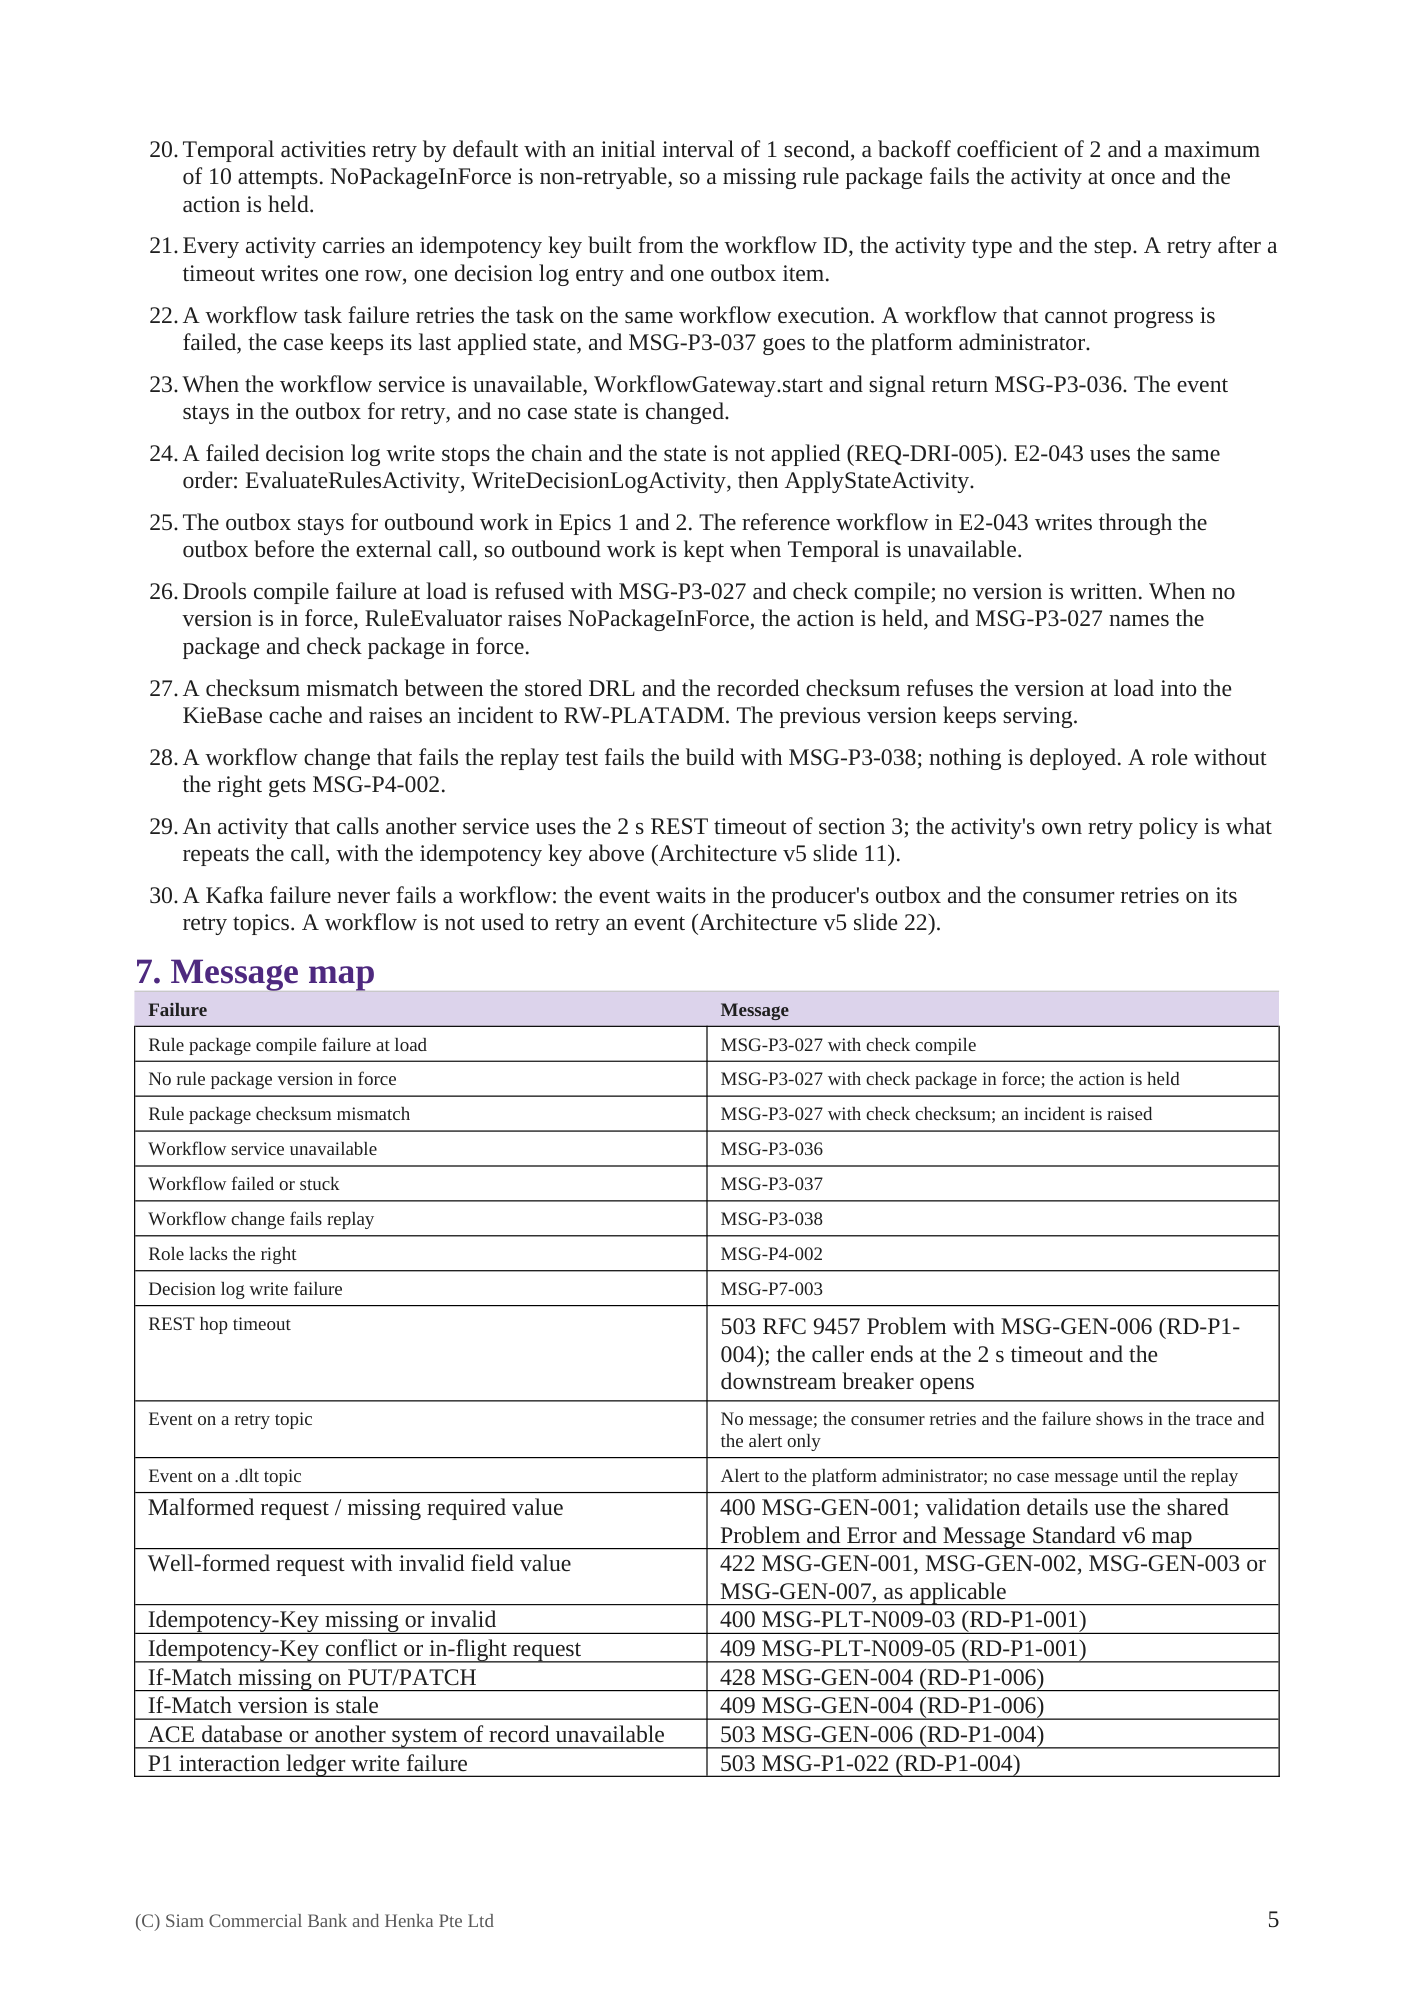 20. Temporal activities retry by default with an initial interval of 1 second, a backoff coefficient of 2 and a maximum
of 10 attempts. NoPackageInForce is non-retryable, so a missing rule package fails the activity at once and the
action is held.
21. Every activity carries an idempotency key built from the workflow ID, the activity type and the step. A retry after a
timeout writes one row, one decision log entry and one outbox item.
22. A workflow task failure retries the task on the same workflow execution. A workflow that cannot progress is
failed, the case keeps its last applied state, and MSG-P3-037 goes to the platform administrator.
23. When the workflow service is unavailable, WorkflowGateway.start and signal return MSG-P3-036. The event
stays in the outbox for retry, and no case state is changed.
24. A failed decision log write stops the chain and the state is not applied (REQ-DRI-005). E2-043 uses the same
order: EvaluateRulesActivity, WriteDecisionLogActivity, then ApplyStateActivity.
25. The outbox stays for outbound work in Epics 1 and 2. The reference workflow in E2-043 writes through the
outbox before the external call, so outbound work is kept when Temporal is unavailable.
26. Drools compile failure at load is refused with MSG-P3-027 and check compile; no version is written. When no
version is in force, RuleEvaluator raises NoPackageInForce, the action is held, and MSG-P3-027 names the
package and check package in force.
27. A checksum mismatch between the stored DRL and the recorded checksum refuses the version at load into the
KieBase cache and raises an incident to RW-PLATADM. The previous version keeps serving.
28. A workflow change that fails the replay test fails the build with MSG-P3-038; nothing is deployed. A role without
the right gets MSG-P4-002.
29. An activity that calls another service uses the 2 s REST timeout of section 3; the activity's own retry policy is what
repeats the call, with the idempotency key above (Architecture v5 slide 11).
30. A Kafka failure never fails a workflow: the event waits in the producer's outbox and the consumer retries on its
retry topics. A workflow is not used to retry an event (Architecture v5 slide 22).
7. Message map
Failure Message
Rule package compile failure at load MSG-P3-027 with check compile
No rule package version in force MSG-P3-027 with check package in force; the action is held
Rule package checksum mismatch MSG-P3-027 with check checksum; an incident is raised
Workflow service unavailable MSG-P3-036
Workflow failed or stuck MSG-P3-037
Workflow change fails replay MSG-P3-038
Role lacks the right MSG-P4-002
Decision log write failure MSG-P7-003
REST hop timeout 503 RFC 9457 Problem with MSG-GEN-006 (RD-P1-
004); the caller ends at the 2 s timeout and the
downstream breaker opens
Event on a retry topic No message; the consumer retries and the failure shows in the trace and
the alert only
Event on a .dlt topic Alert to the platform administrator; no case message until the replay
Malformed request / missing required value 400 MSG-GEN-001; validation details use the shared
Problem and Error and Message Standard v6 map
Well-formed request with invalid field value 422 MSG-GEN-001, MSG-GEN-002, MSG-GEN-003 or
MSG-GEN-007, as applicable
Idempotency-Key missing or invalid 400 MSG-PLT-N009-03 (RD-P1-001)
Idempotency-Key conflict or in-flight request 409 MSG-PLT-N009-05 (RD-P1-001)
If-Match missing on PUT/PATCH 428 MSG-GEN-004 (RD-P1-006)
If-Match version is stale 409 MSG-GEN-004 (RD-P1-006)
ACE database or another system of record unavailable 503 MSG-GEN-006 (RD-P1-004)
P1 interaction ledger write failure 503 MSG-P1-022 (RD-P1-004)
(C) Siam Commercial Bank and Henka Pte Ltd 5